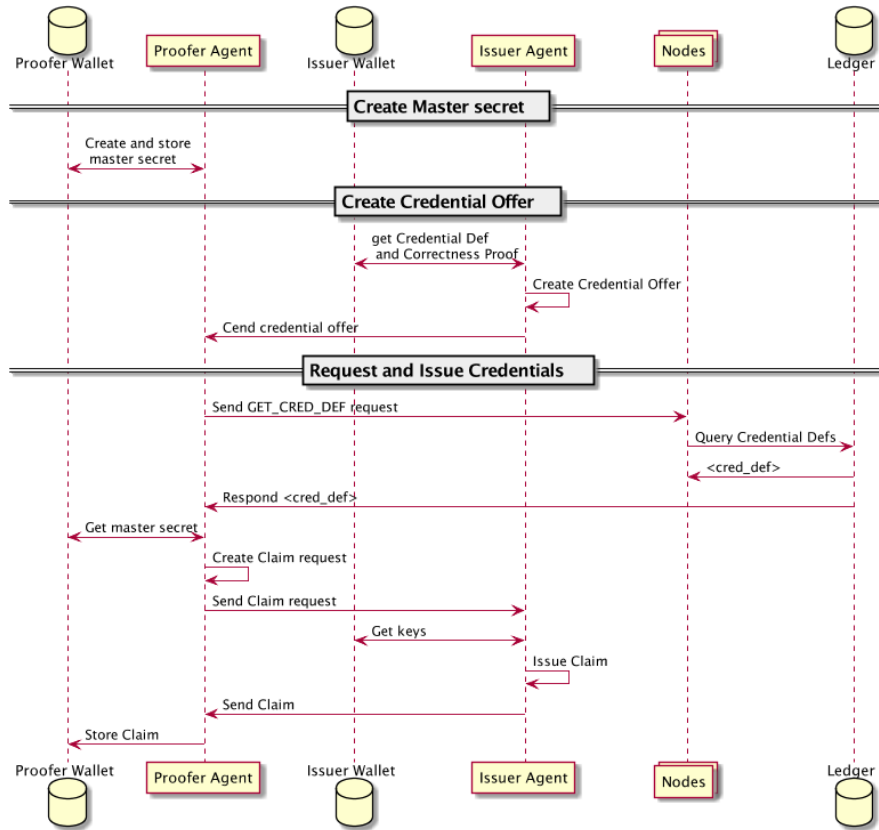 Proofer Wallet
Proofer Agent
Issuer Wallet
Issuer Agent
Nodes
Ledger
Create Master secret
Create and store
master secret
Create Credential Offer
get Credential Def
and Correctness Proof
Create Credential Offer
Cend credential offer
Request and Issue Credentials
Send GET_CRED_DEF request
Query Credential Defs
<cred_def>
Respond <cred_def>
Get master secret
Create Claim request
Send Claim request
Get keys
Issue Claim
Send Claim
Store Claim
Proofer Wallet
Proofer Agent
Issuer Wallet
Issuer Agent
Nodes
Ledger